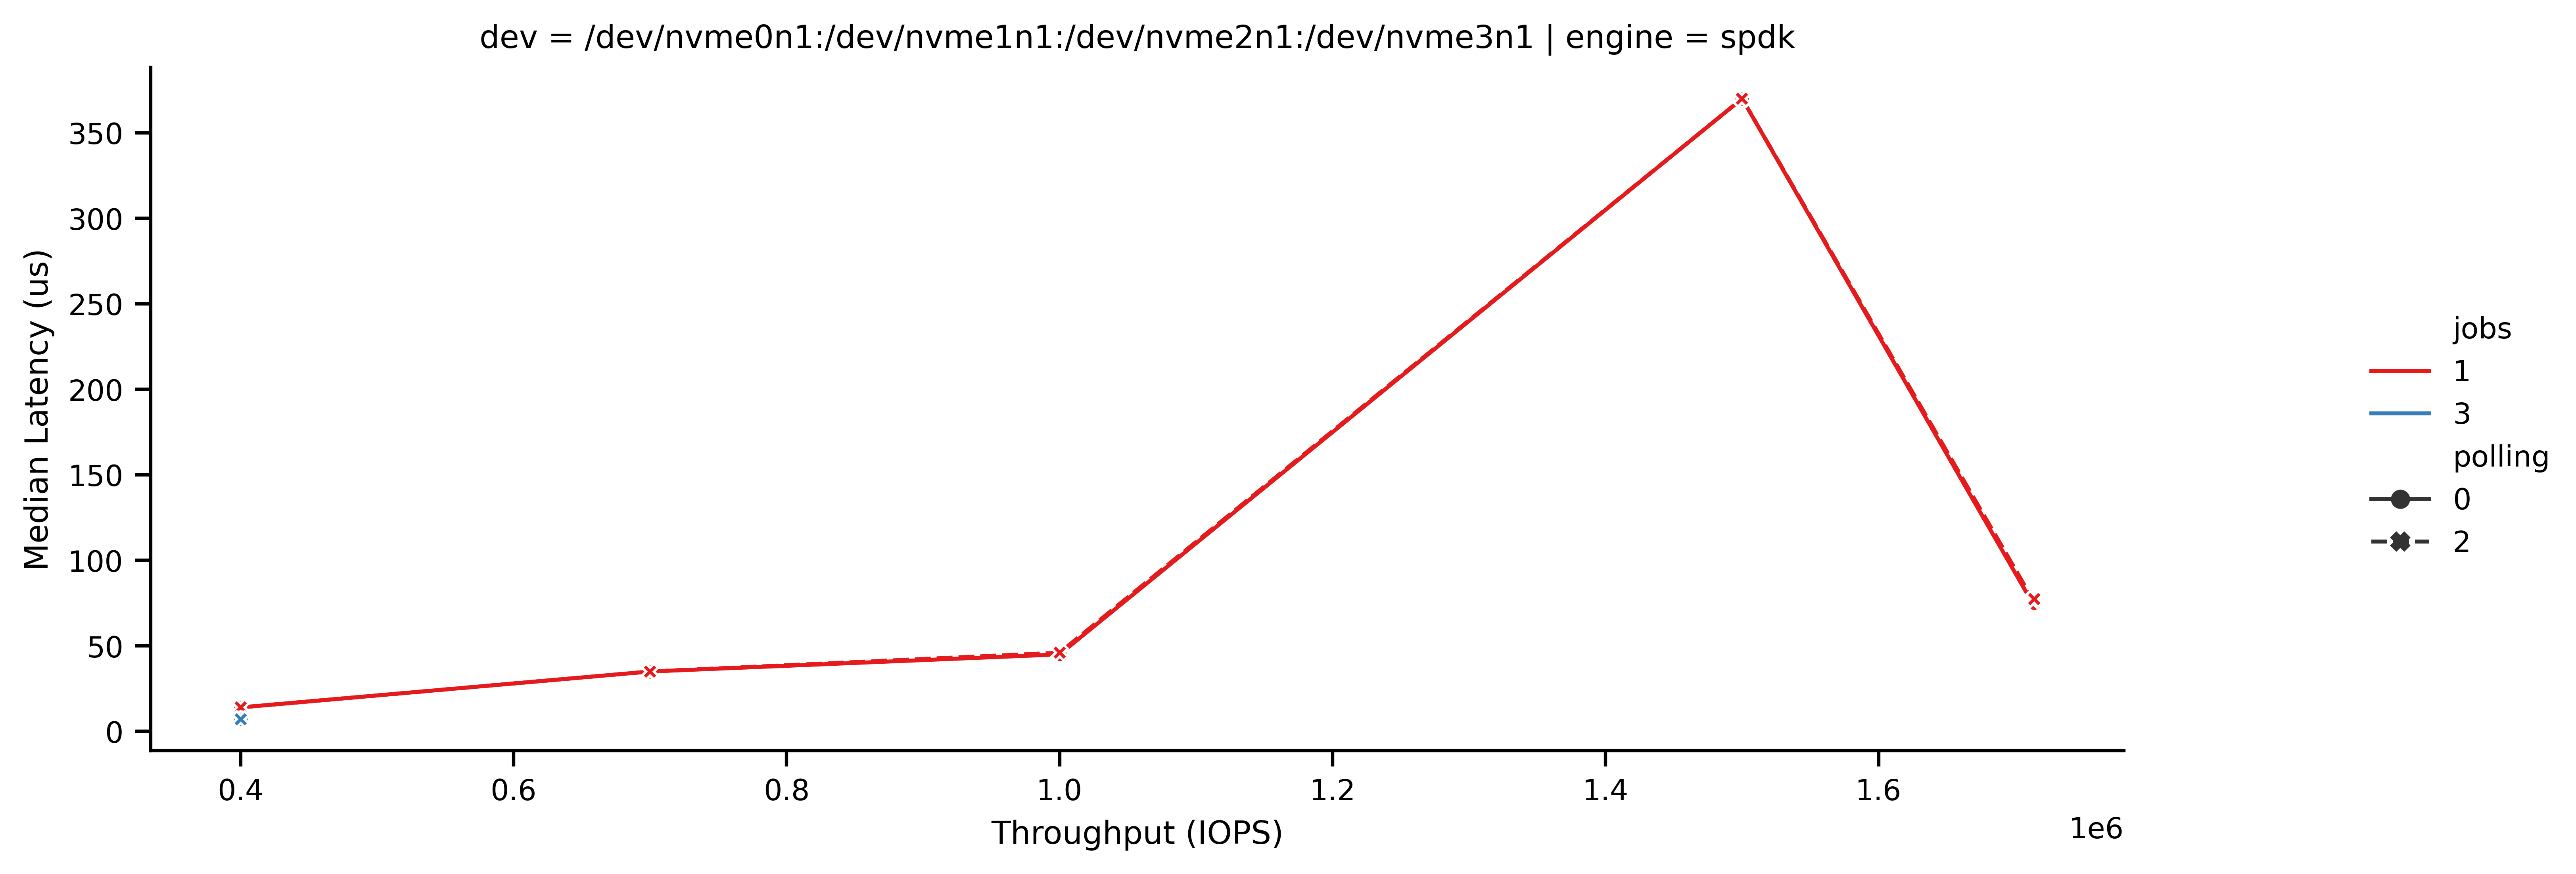 dev = /dev/nvme0n1:/dev/nvme1n1:/dev/nvme2n1:/dev/nvme3n1 | engine = spdk
Median Latency (us)
350
300
250
200
150
100
50
0
0.4 0.6 0.8 1.0 1.2 1.4 1.6
1e6
Throughput (IOPS)
jobs
1
3
polling
0
2